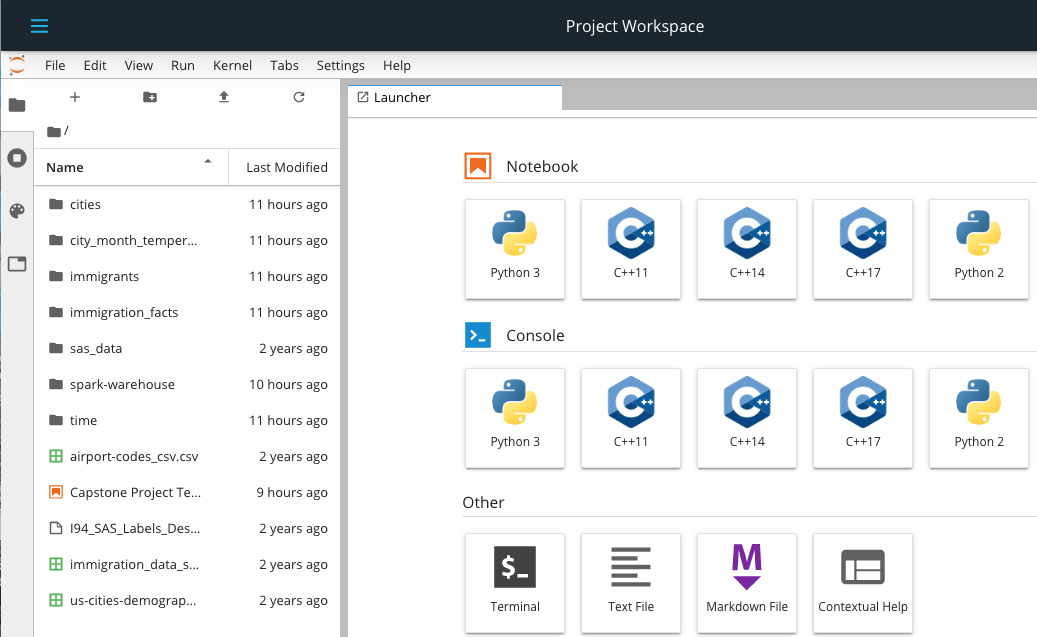 Project Workspace
File Edit View Run Kernel Tabs Settings Help
Launcher
/
Name Last Modified
cities 11 hours ago
city_month_temper... 11 hours ago
immigrants 11 hours ago
immigration_facts 11 hours ago
sas_data 2 years ago
spark-warehouse 10 hours ago
time 11 hours ago
airport-codes_csv.csv 2 years ago
Capstone Project Te... 9 hours ago
I94_SAS_Labels_Des... 2 years ago
immigration_data_s... 2 years ago
us-cities-demograp... 2 years ago
Notebook
Python 3 C++11 C++14 C++17 Python 2
Console
Python 3 C++11 C++14 C++17 Python 2
Other
$_ M
Terminal Text File Markdown File Contextual Help